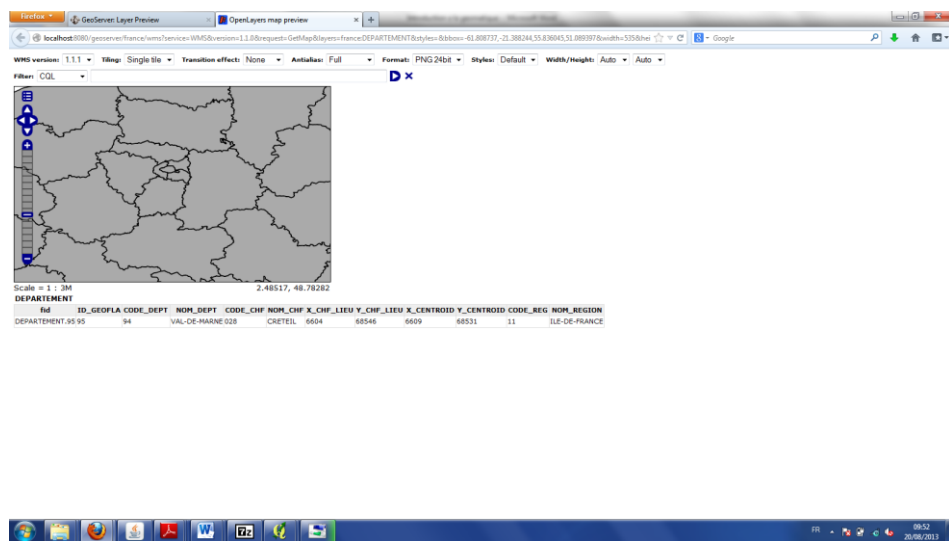 Firefox
GeoServer: Layer Preview
OpenLayers map preview
localhost:8080/geoserver/france/wms?service=WMS&version=1.1.0&request=GetMap&layers=france:DEPARTEMENT&styles=&bbox=-61.808737,-21.388244,55.836045,51.089397&width=535&hei
Google
WMS version: 1.1.1 Tiling: Single tile Transition effect: None Antialias: Full Format: PNG 24bit Styles: Default Width/Height: Auto Auto
Filter: CQL
Scale = 1 : 3M 2.48517, 48.78282
DEPARTEMENT
fid ID_GEOFLA CODE_DEPT NOM_DEPT CODE_CHF NOM_CHF X_CHF_LIEU Y_CHF_LIEU X_CENTROID Y_CENTROID CODE_REG NOM_REGION
DEPARTEMENT.95 95 94 VAL-DE-MARNE 028 CRETEIL 6604 68546 6609 68531 11 ILE-DE-FRANCE
W
7z
FR
09:52
20/08/2013